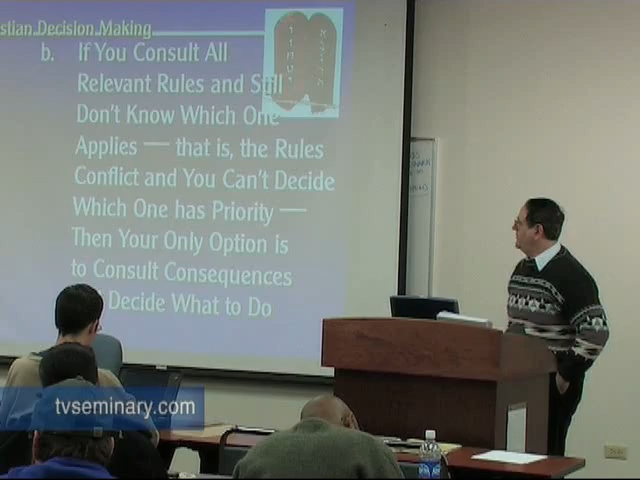 stian Decision Making
b. If You Consult All
Relevant Rules and Still
Don't Know Which One
Applies — that is, the Rules
Conflict and You Can't Decide
Which One has Priority —
Then Your Only Option is
to Consult Consequences
d Decide What to Do
tvseminary.com